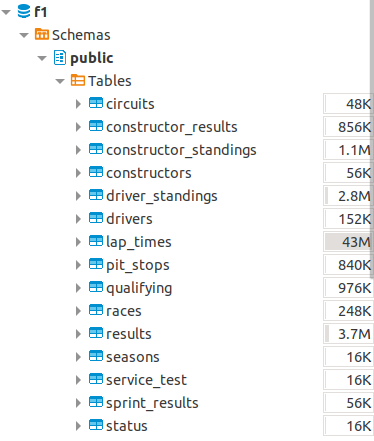 f1
Schemas
public
Tables
circuits 48K
constructor_results 856K
constructor_standings 1.1M
constructors 56K
driver_standings 2.8M
drivers 152K
lap_times 43M
pit_stops 840K
qualifying 976K
races 248K
results 3.7M
seasons 16K
service_test 16K
sprint_results 56K
status 16K